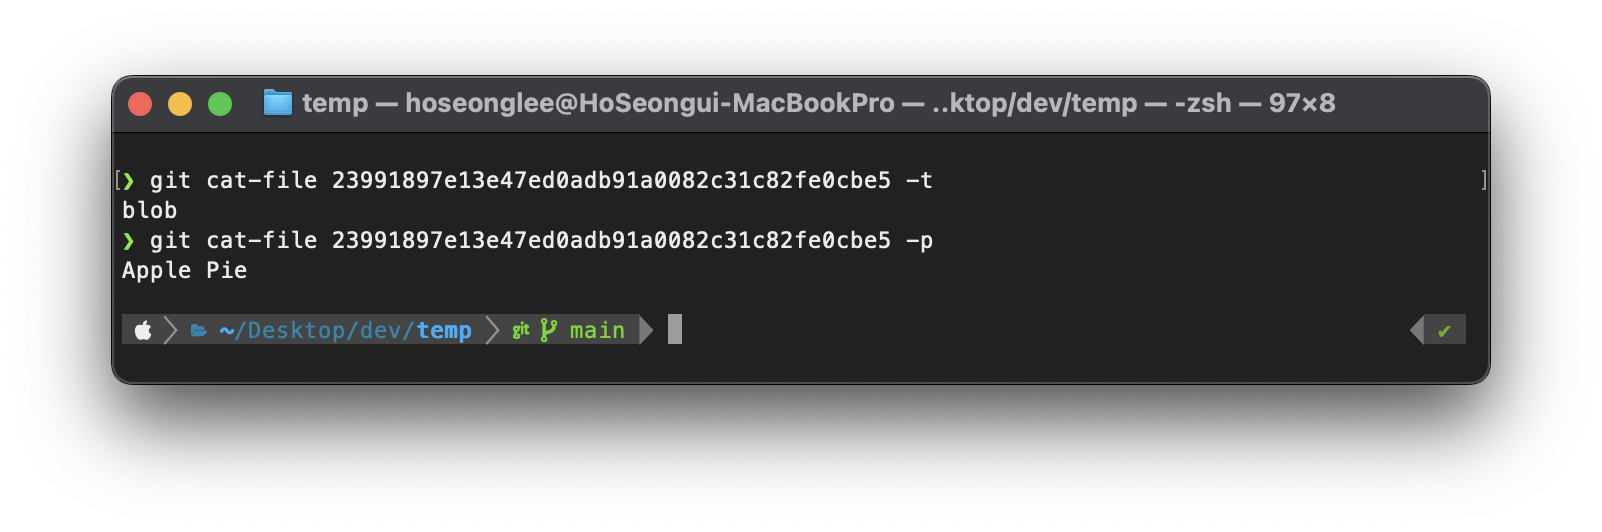 temp — hoseonglee@HoSeongui-MacBookPro — ..ktop/dev/temp — -zsh — 97×8
[❯ git cat-file 23991897e13e47ed0adb91a0082c31c82fe0cbe5 -t ]
blob
❯ git cat-file 23991897e13e47ed0adb91a0082c31c82fe0cbe5 -p
Apple Pie
~/Desktop/dev/temp git main ✔